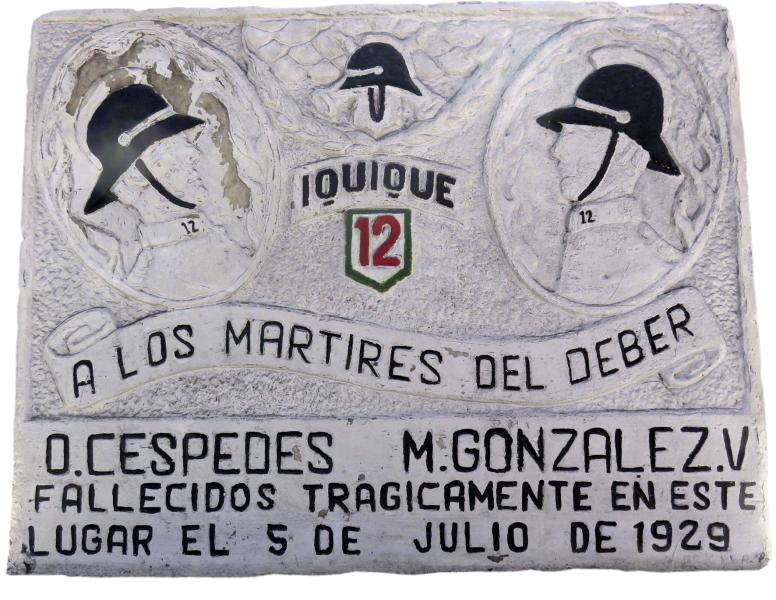 IQUIQUE
12
12
12
A LOS MARTIRES DEL DEBER
O.CESPEDES M.GONZALEZ.V
FALLECIDOS TRAGICAMENTE EN ESTE
LUGAR EL 5 DE JULIO DE 1929